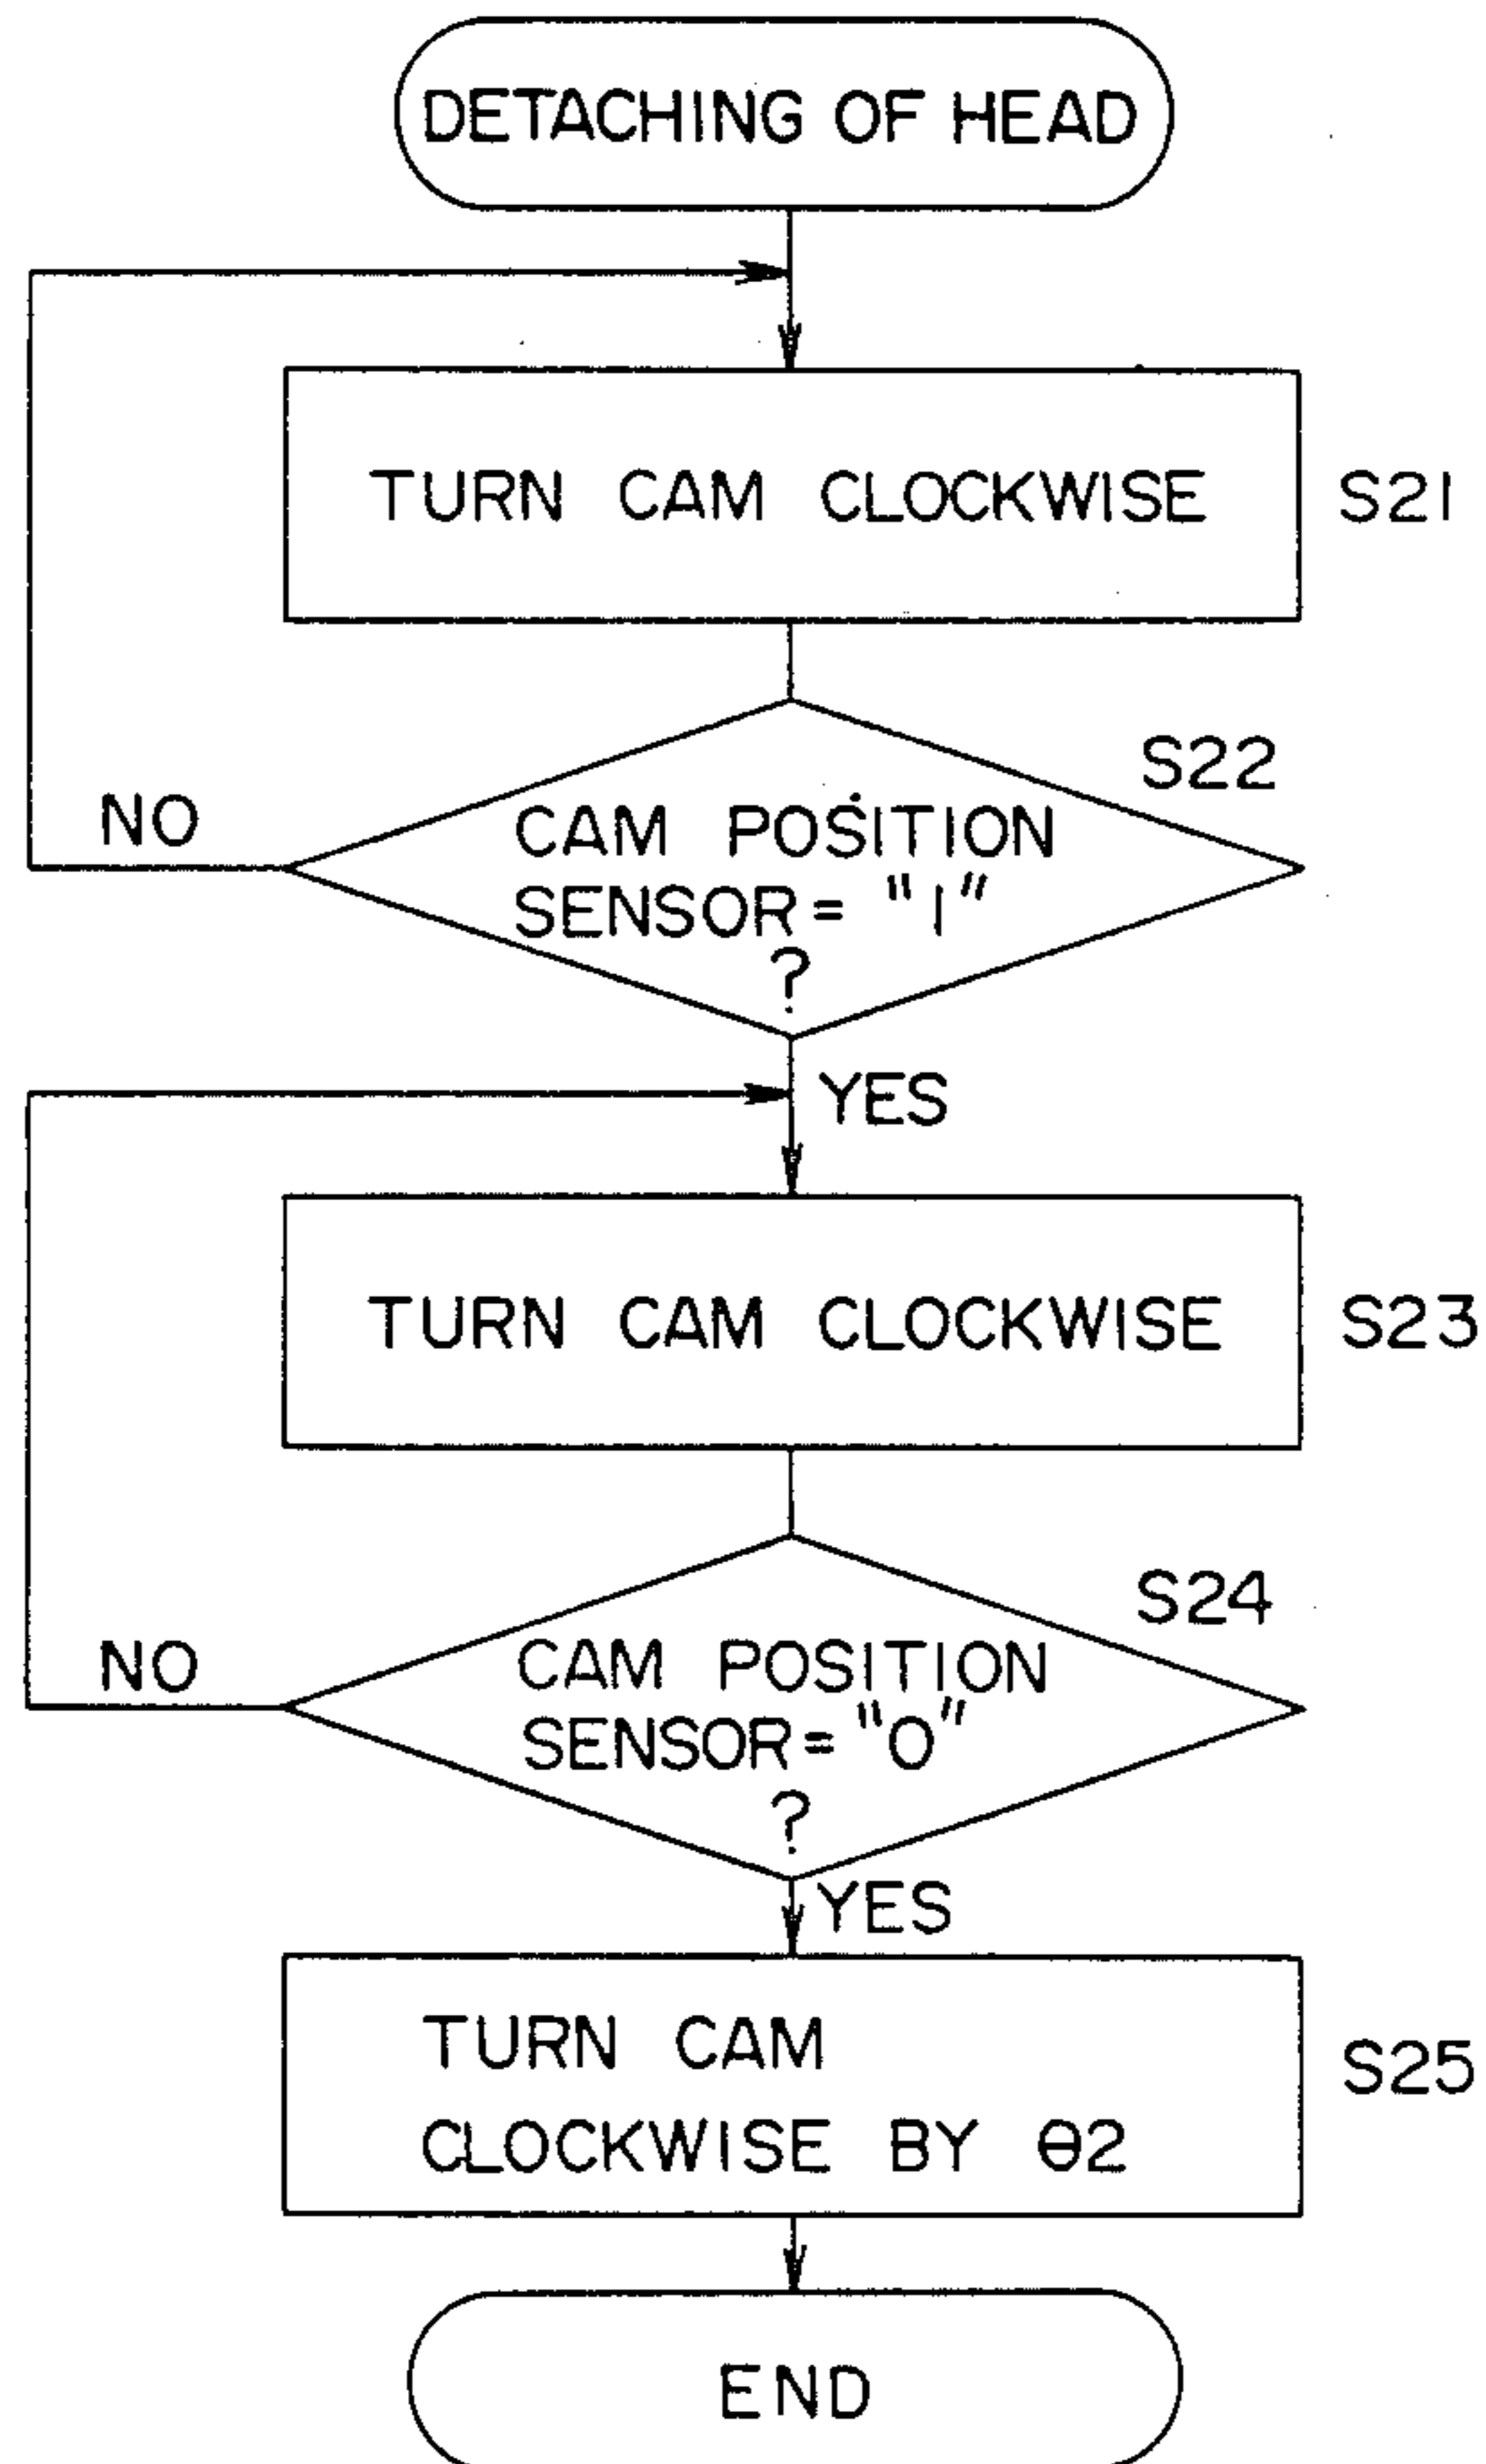 DETACHING OF HEAD
TURN CAM CLOCKWISE
S21
S22
NO
CAM POSITION
SENSOR = "1"
?
YES
TURN CAM CLOCKWISE
S23
S24
NO
CAM POSITION
SENSOR = "0"
?
YES
TURN CAM
CLOCKWISE BY θ2
S25
END